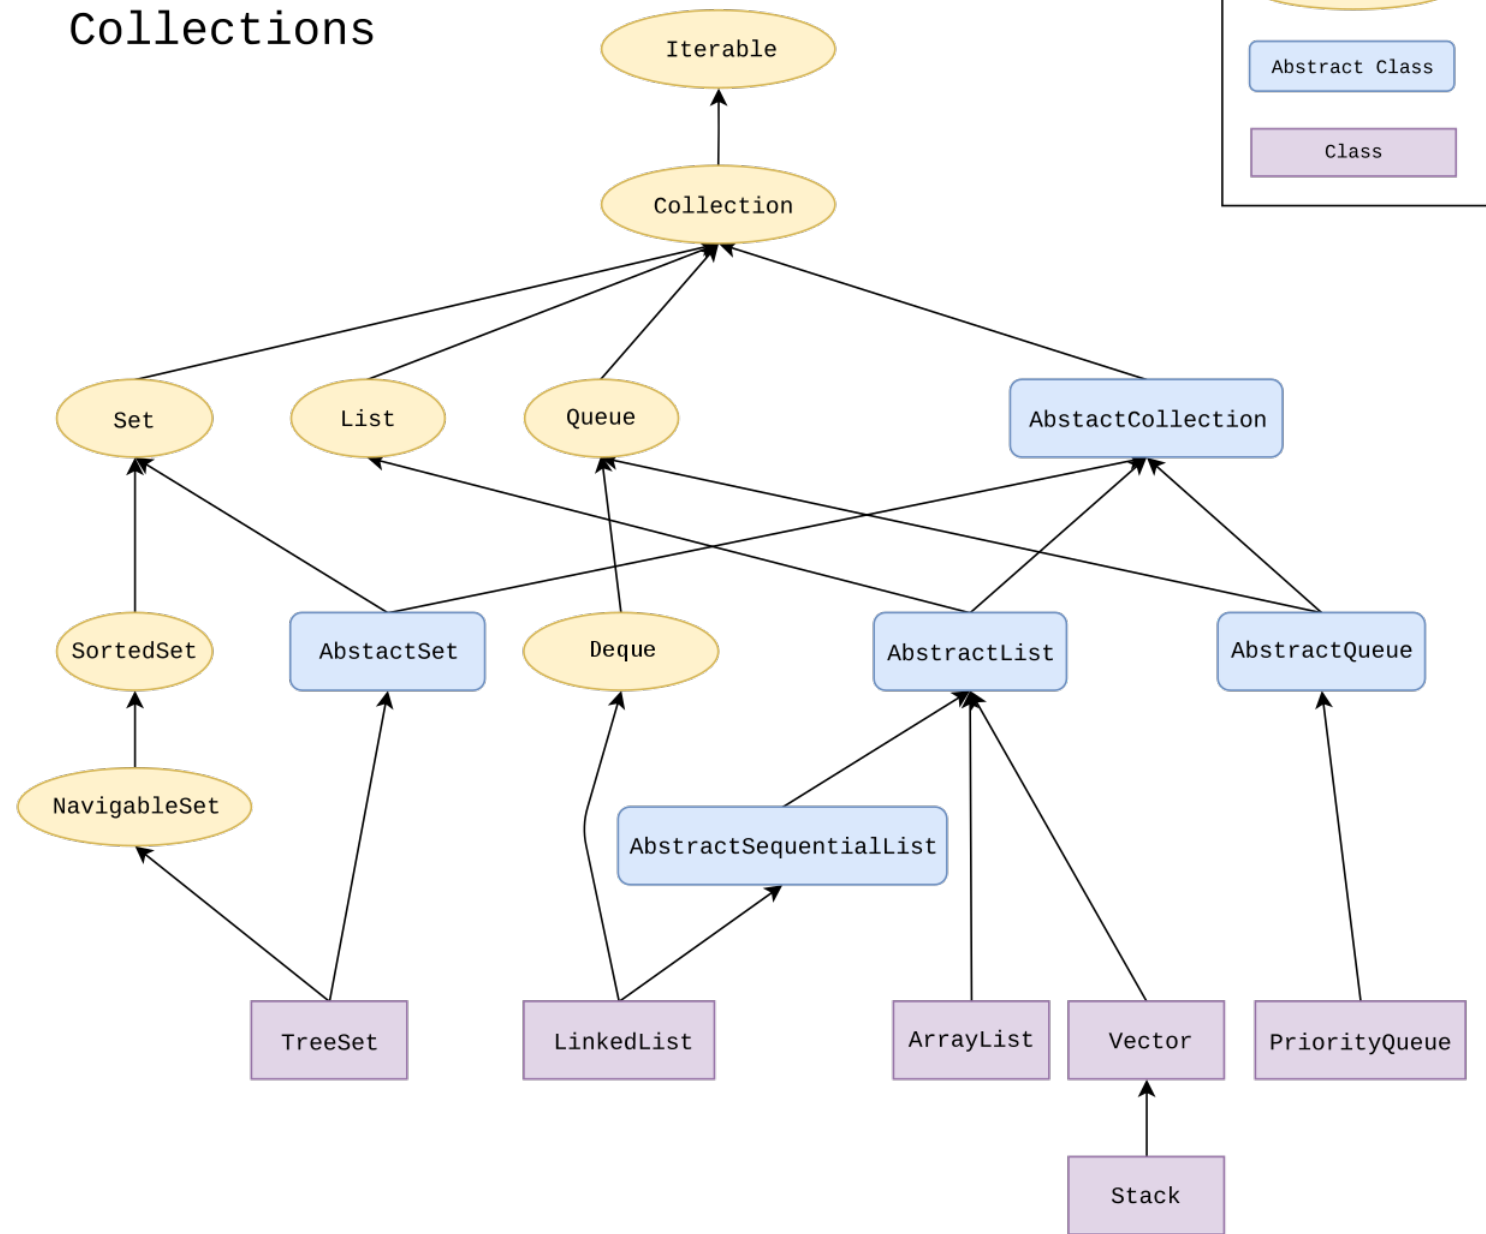 Collections
Iterable
Abstract Class
Class
Collection
Set
List
Queue
AbstactCollection
SortedSet
AbstactSet
Deque
AbstractList
AbstractQueue
NavigableSet
AbstractSequentialList
TreeSet
LinkedList
ArrayList
Vector
PriorityQueue
Stack